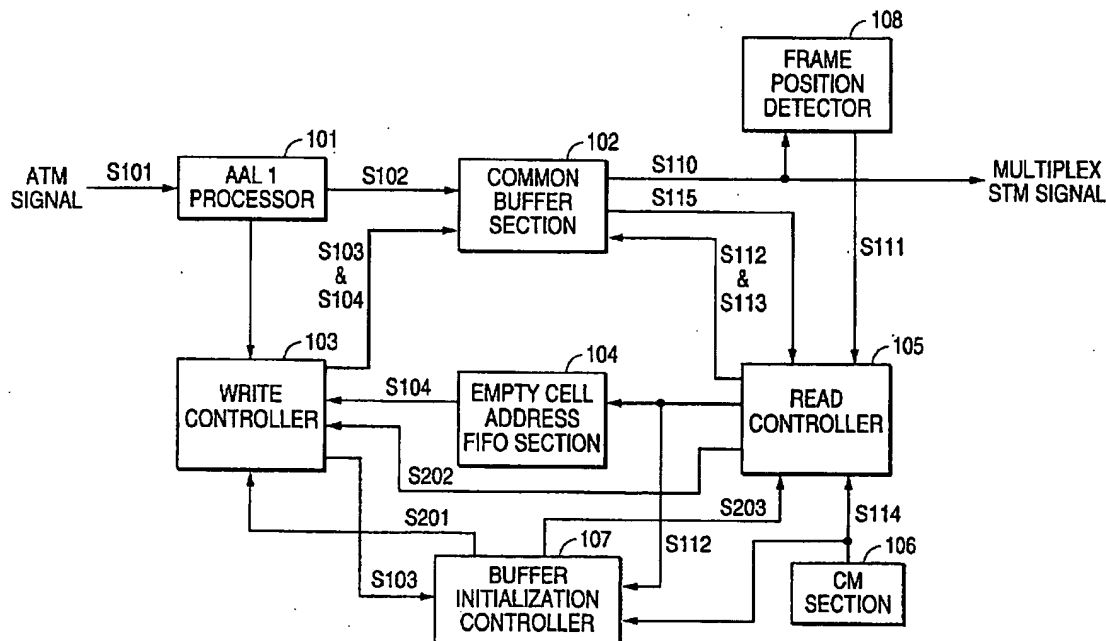 108
FRAME
POSITION
DETECTOR
101
102
ATM
SIGNAL
S101
AAL 1
PROCESSOR
S102
COMMON
BUFFER
SECTION
S110
S115
MULTIPLEX
STM SIGNAL
S103
&
S104
S112
&
S113
S111
103
104
105
WRITE
CONTROLLER
S104
EMPTY CELL
ADDRESS
FIFO SECTION
READ
CONTROLLER
S202
S201
S203
S114
S103
107
S112
106
BUFFER
INITIALIZATION
CONTROLLER
CM
SECTION